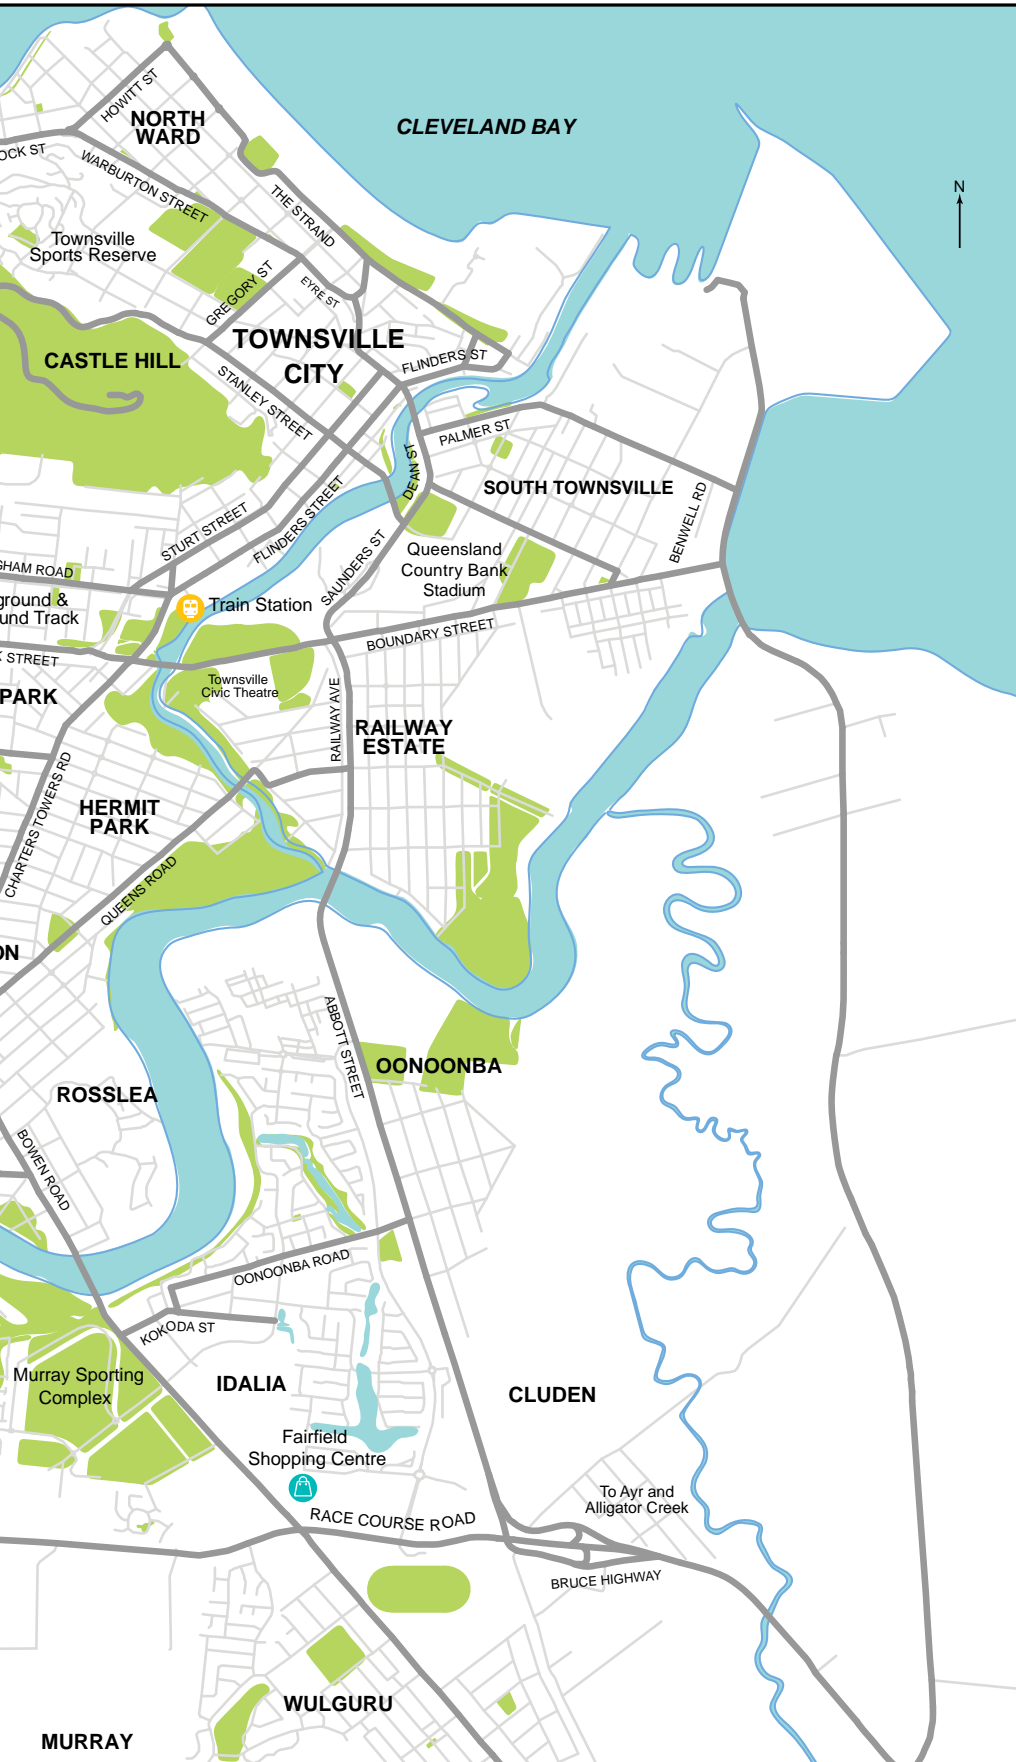 HOWITT ST
NORTH
WARD
CLEVELAND BAY
OCK ST
WARBURTON STREET
THE STRAND
N
Townsville
Sports Reserve
GREGORY ST
EYRE ST
TOWNSVILLE
CITY
CASTLE HILL
FLINDERS ST
STANLEY STREET
PALMER ST
DEAN ST
SOUTH TOWNSVILLE
BENWELL RD
STURT STREET
FLINDERS STREET
SAUNDERS ST
Queensland
Country Bank
Stadium
GHAM ROAD
ground &
und Track
Train Station
BOUNDARY STREET
K STREET
Townsville
Civic Theatre
PARK
RAILWAY AVE
RAILWAY
ESTATE
CHARTERS TOWERS RD
HERMIT
PARK
QUEENS ROAD
ON
ABBOTT STREET
OONOONBA
ROSSLEA
BOWEN ROAD
OONOONBA ROAD
KOKODA ST
Murray Sporting
Complex
IDALIA
CLUDEN
Fairfield
Shopping Centre
To Ayr and
Alligator Creek
RACE COURSE ROAD
BRUCE HIGHWAY
WULGURU
MURRAY